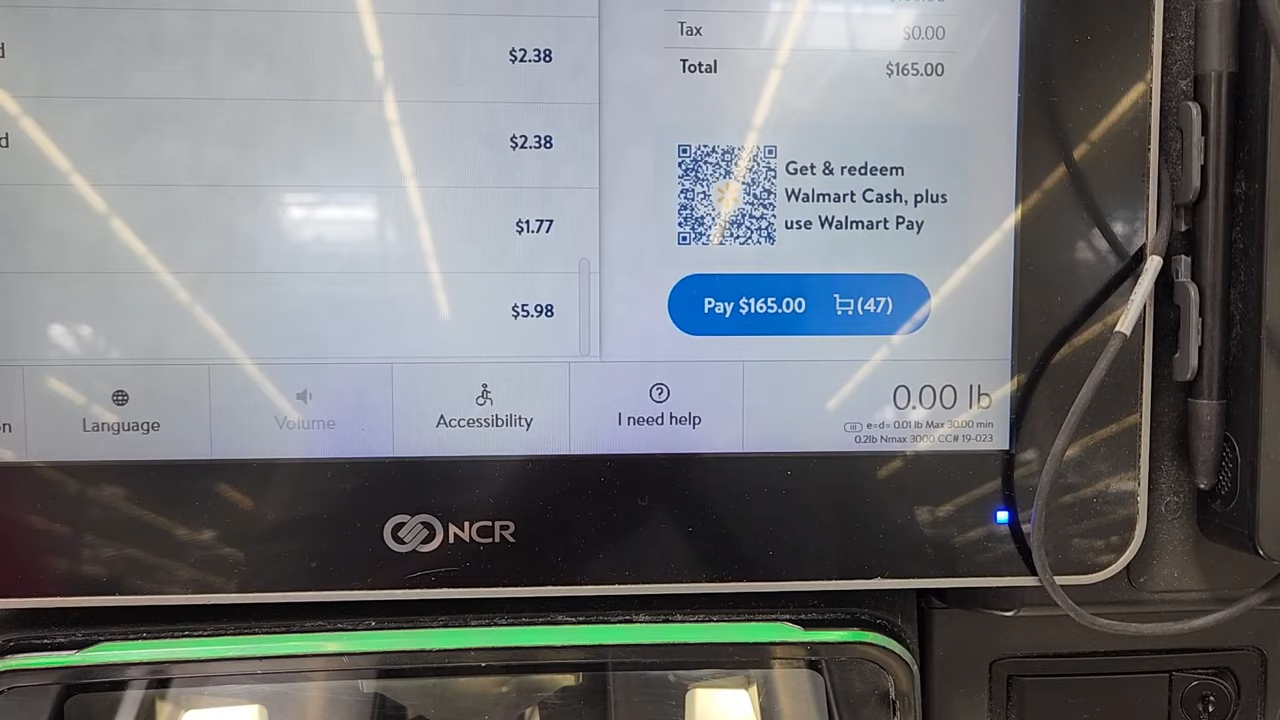 $2.38
$2.38
$1.77
$5.98
Tax $0.00
Total $165.00
Get & redeem
Walmart Cash, plus
use Walmart Pay
Pay $165.00 (47)
Language
Volume
Accessibility
I need help
0.00 lb
e=d= 0.01 lb Max 30.00 min
0.2lb Nmax 3000 CC# 19-023
NCR